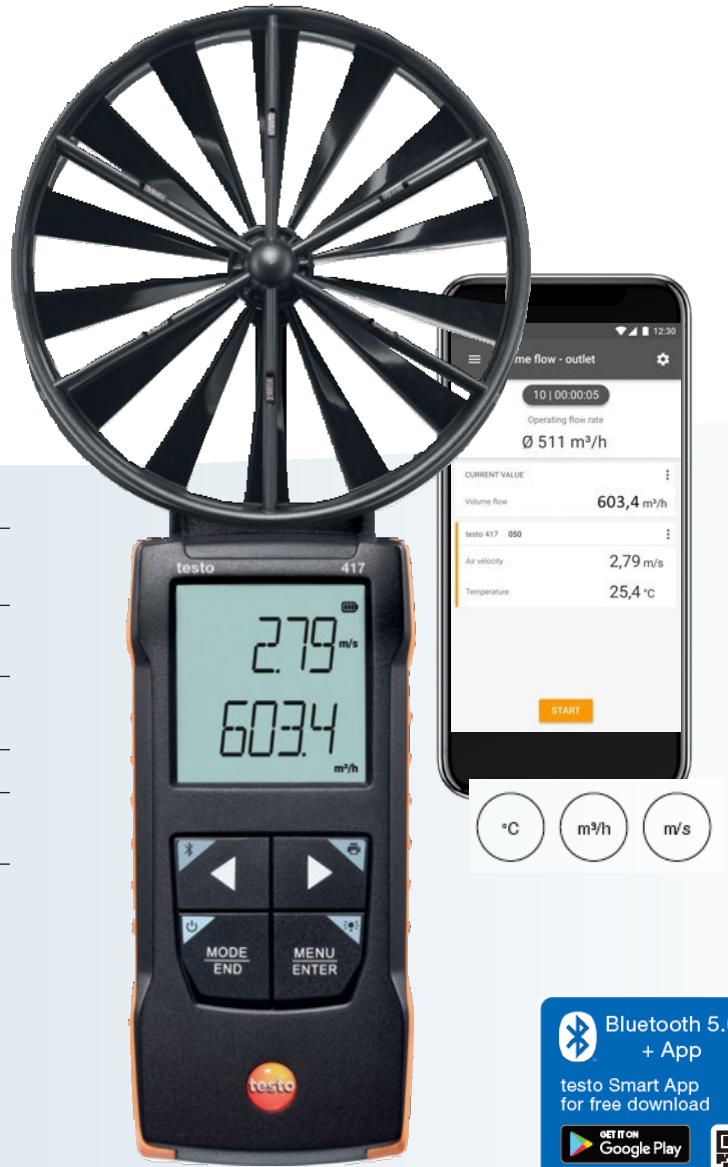 12:30
me flow - outlet
10 | 00:00:05
Operating flow rate
Ø 511 m³/h
CURRENT VALUE
Volume flow 603,4 m³/h
testo 417 050
Air velocity 2,79 m/s
Temperature 25,4 °C
START
testo 417
2.79 m/s
603.4
m³/h
MODE
END
MENU
ENTER
testo
°C m³/h m/s
Bluetooth 5.
+ App
testo Smart App
for free download
GET IT ON
Google Play